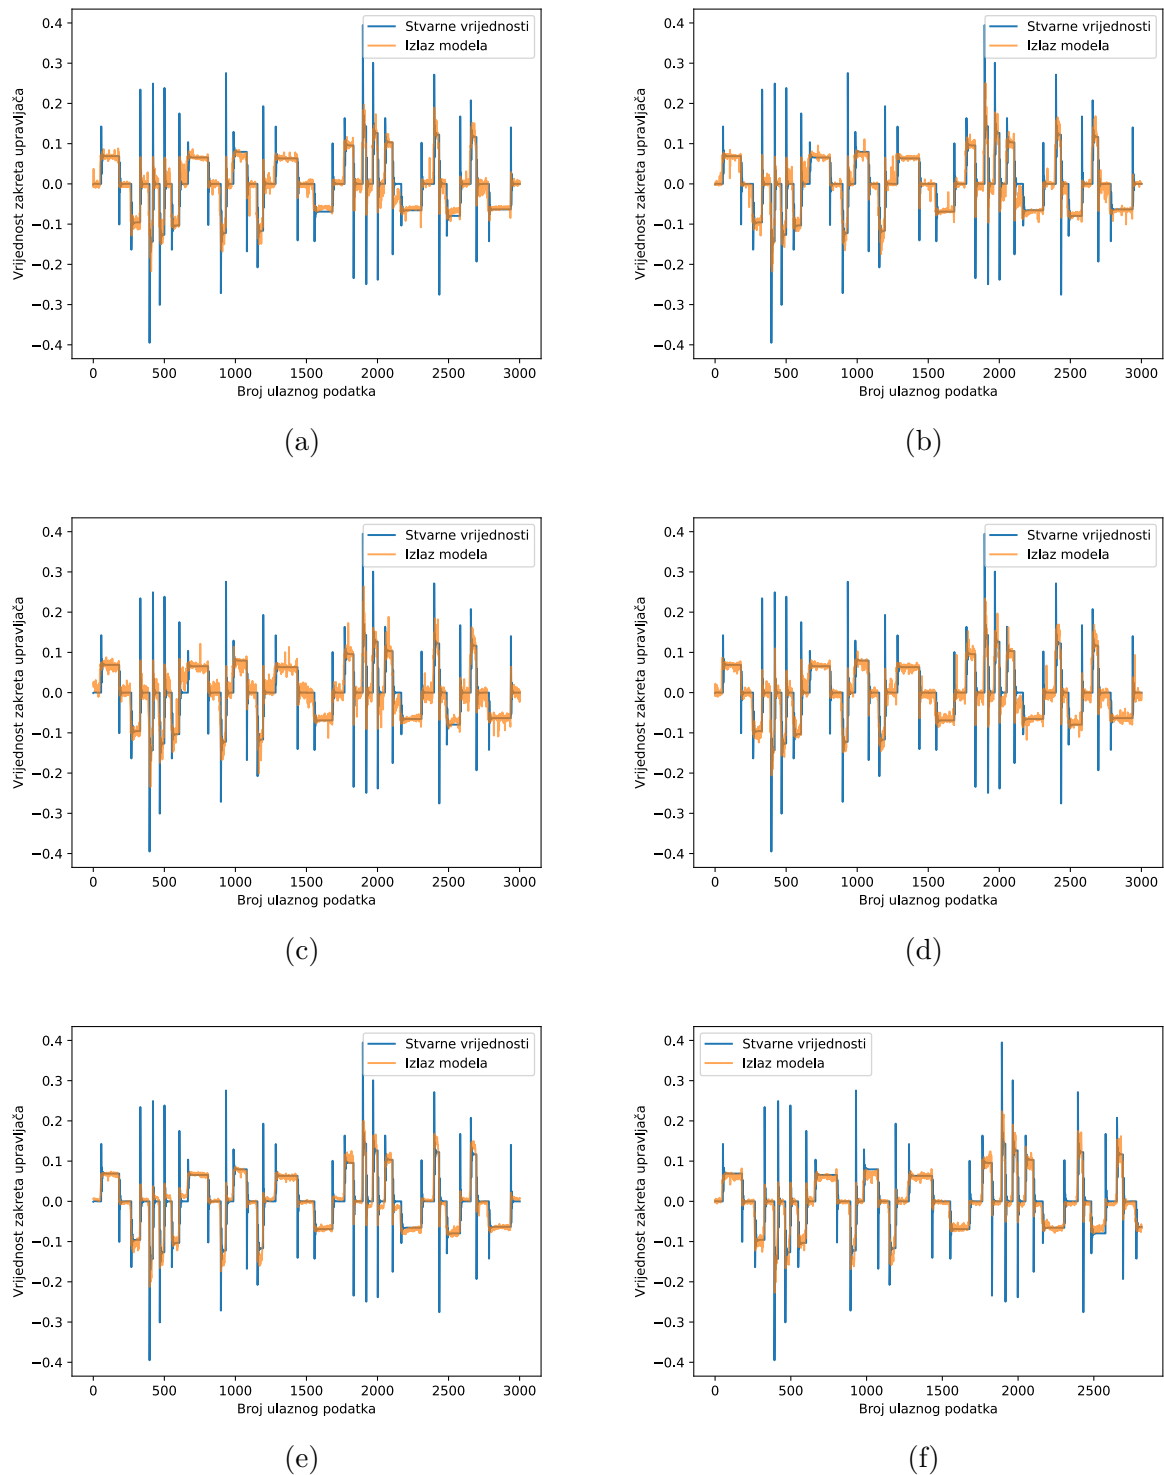 0.4
0.3
0.2
0.1
0.0
−0.1
−0.2
−0.3
−0.4
Vrijednost zakreta upravljača
Stvarne vrijednosti
Izlaz modela
0 500 1000 1500 2000 2500 3000
Broj ulaznog podatka
(a)
0.4
0.3
0.2
0.1
0.0
−0.1
−0.2
−0.3
−0.4
Vrijednost zakreta upravljača
Stvarne vrijednosti
Izlaz modela
0 500 1000 1500 2000 2500 3000
Broj ulaznog podatka
(b)
0.4
0.3
0.2
0.1
0.0
−0.1
−0.2
−0.3
−0.4
Vrijednost zakreta upravljača
Stvarne vrijednosti
Izlaz modela
0 500 1000 1500 2000 2500 3000
Broj ulaznog podatka
(c)
0.4
0.3
0.2
0.1
0.0
−0.1
−0.2
−0.3
−0.4
Vrijednost zakreta upravljača
Stvarne vrijednosti
Izlaz modela
0 500 1000 1500 2000 2500 3000
Broj ulaznog podatka
(d)
0.4
0.3
0.2
0.1
0.0
−0.1
−0.2
−0.3
−0.4
Vrijednost zakreta upravljača
Stvarne vrijednosti
Izlaz modela
0 500 1000 1500 2000 2500 3000
Broj ulaznog podatka
(e)
0.4
0.3
0.2
0.1
0.0
−0.1
−0.2
−0.3
−0.4
Vrijednost zakreta upravljača
Stvarne vrijednosti
Izlaz modela
0 500 1000 1500 2000 2500
Broj ulaznog podatka
(f)